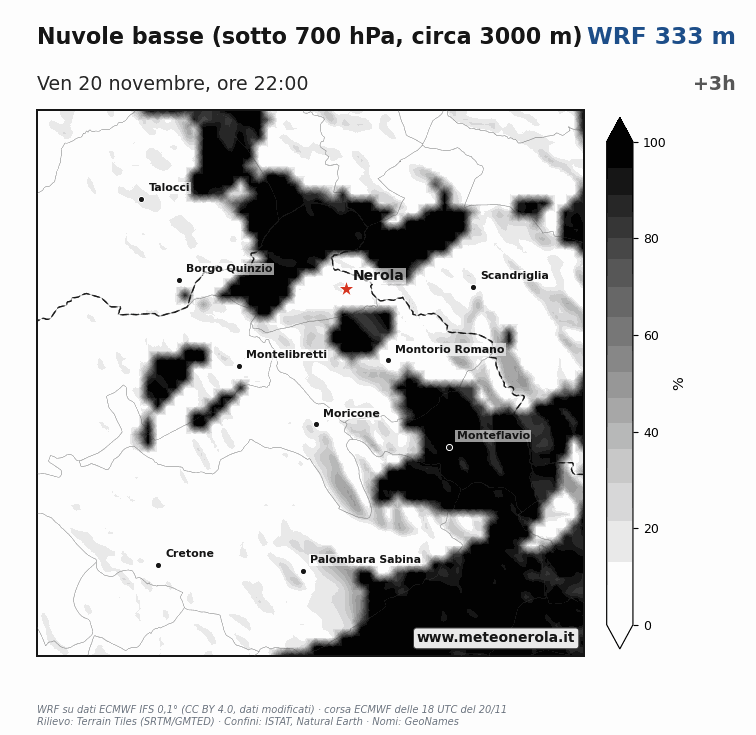 Nuvole basse (sotto 700 hPa, circa 3000 m) WRF 333 m
Ven 20 novembre, ore 22:00 +3h
Talocci
Borgo Quinzio
Nerola
Scandriglia
Montelibretti
Montorio Romano
Moricone
Monteflavio
Cretone
Palombara Sabina
www.meteonerola.it
100
80
60
40
20
0
%
WRF su dati ECMWF IFS 0,1° (CC BY 4.0, dati modificati) · corsa ECMWF delle 18 UTC del 20/11
Rilievo: Terrain Tiles (SRTM/GMTED) · Confini: ISTAT, Natural Earth · Nomi: GeoNames